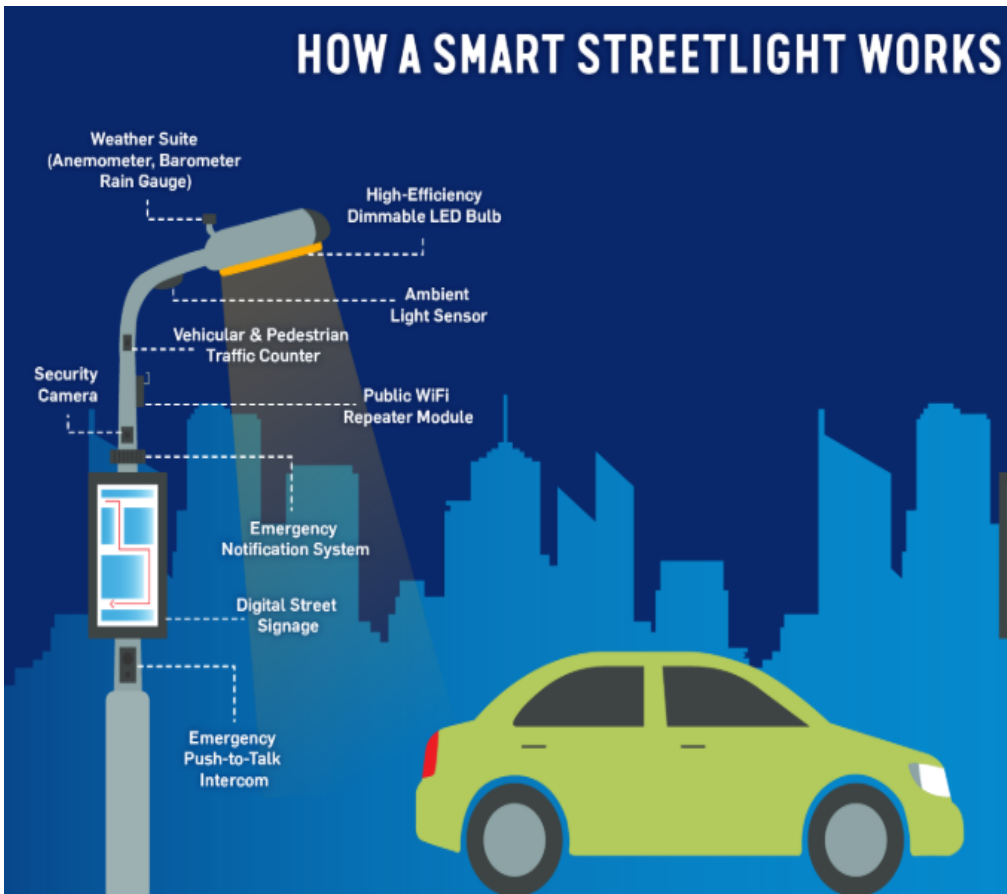 HOW A SMART STREETLIGHT WORKS
Weather Suite
(Anemometer, Barometer
Rain Gauge)
High-Efficiency
Dimmable LED Bulb
Ambient
Light Sensor
Vehicular & Pedestrian
Traffic Counter
Security
Camera
Public WiFi
Repeater Module
Emergency
Notification System
Digital Street
Signage
Emergency
Push-to-Talk
Intercom